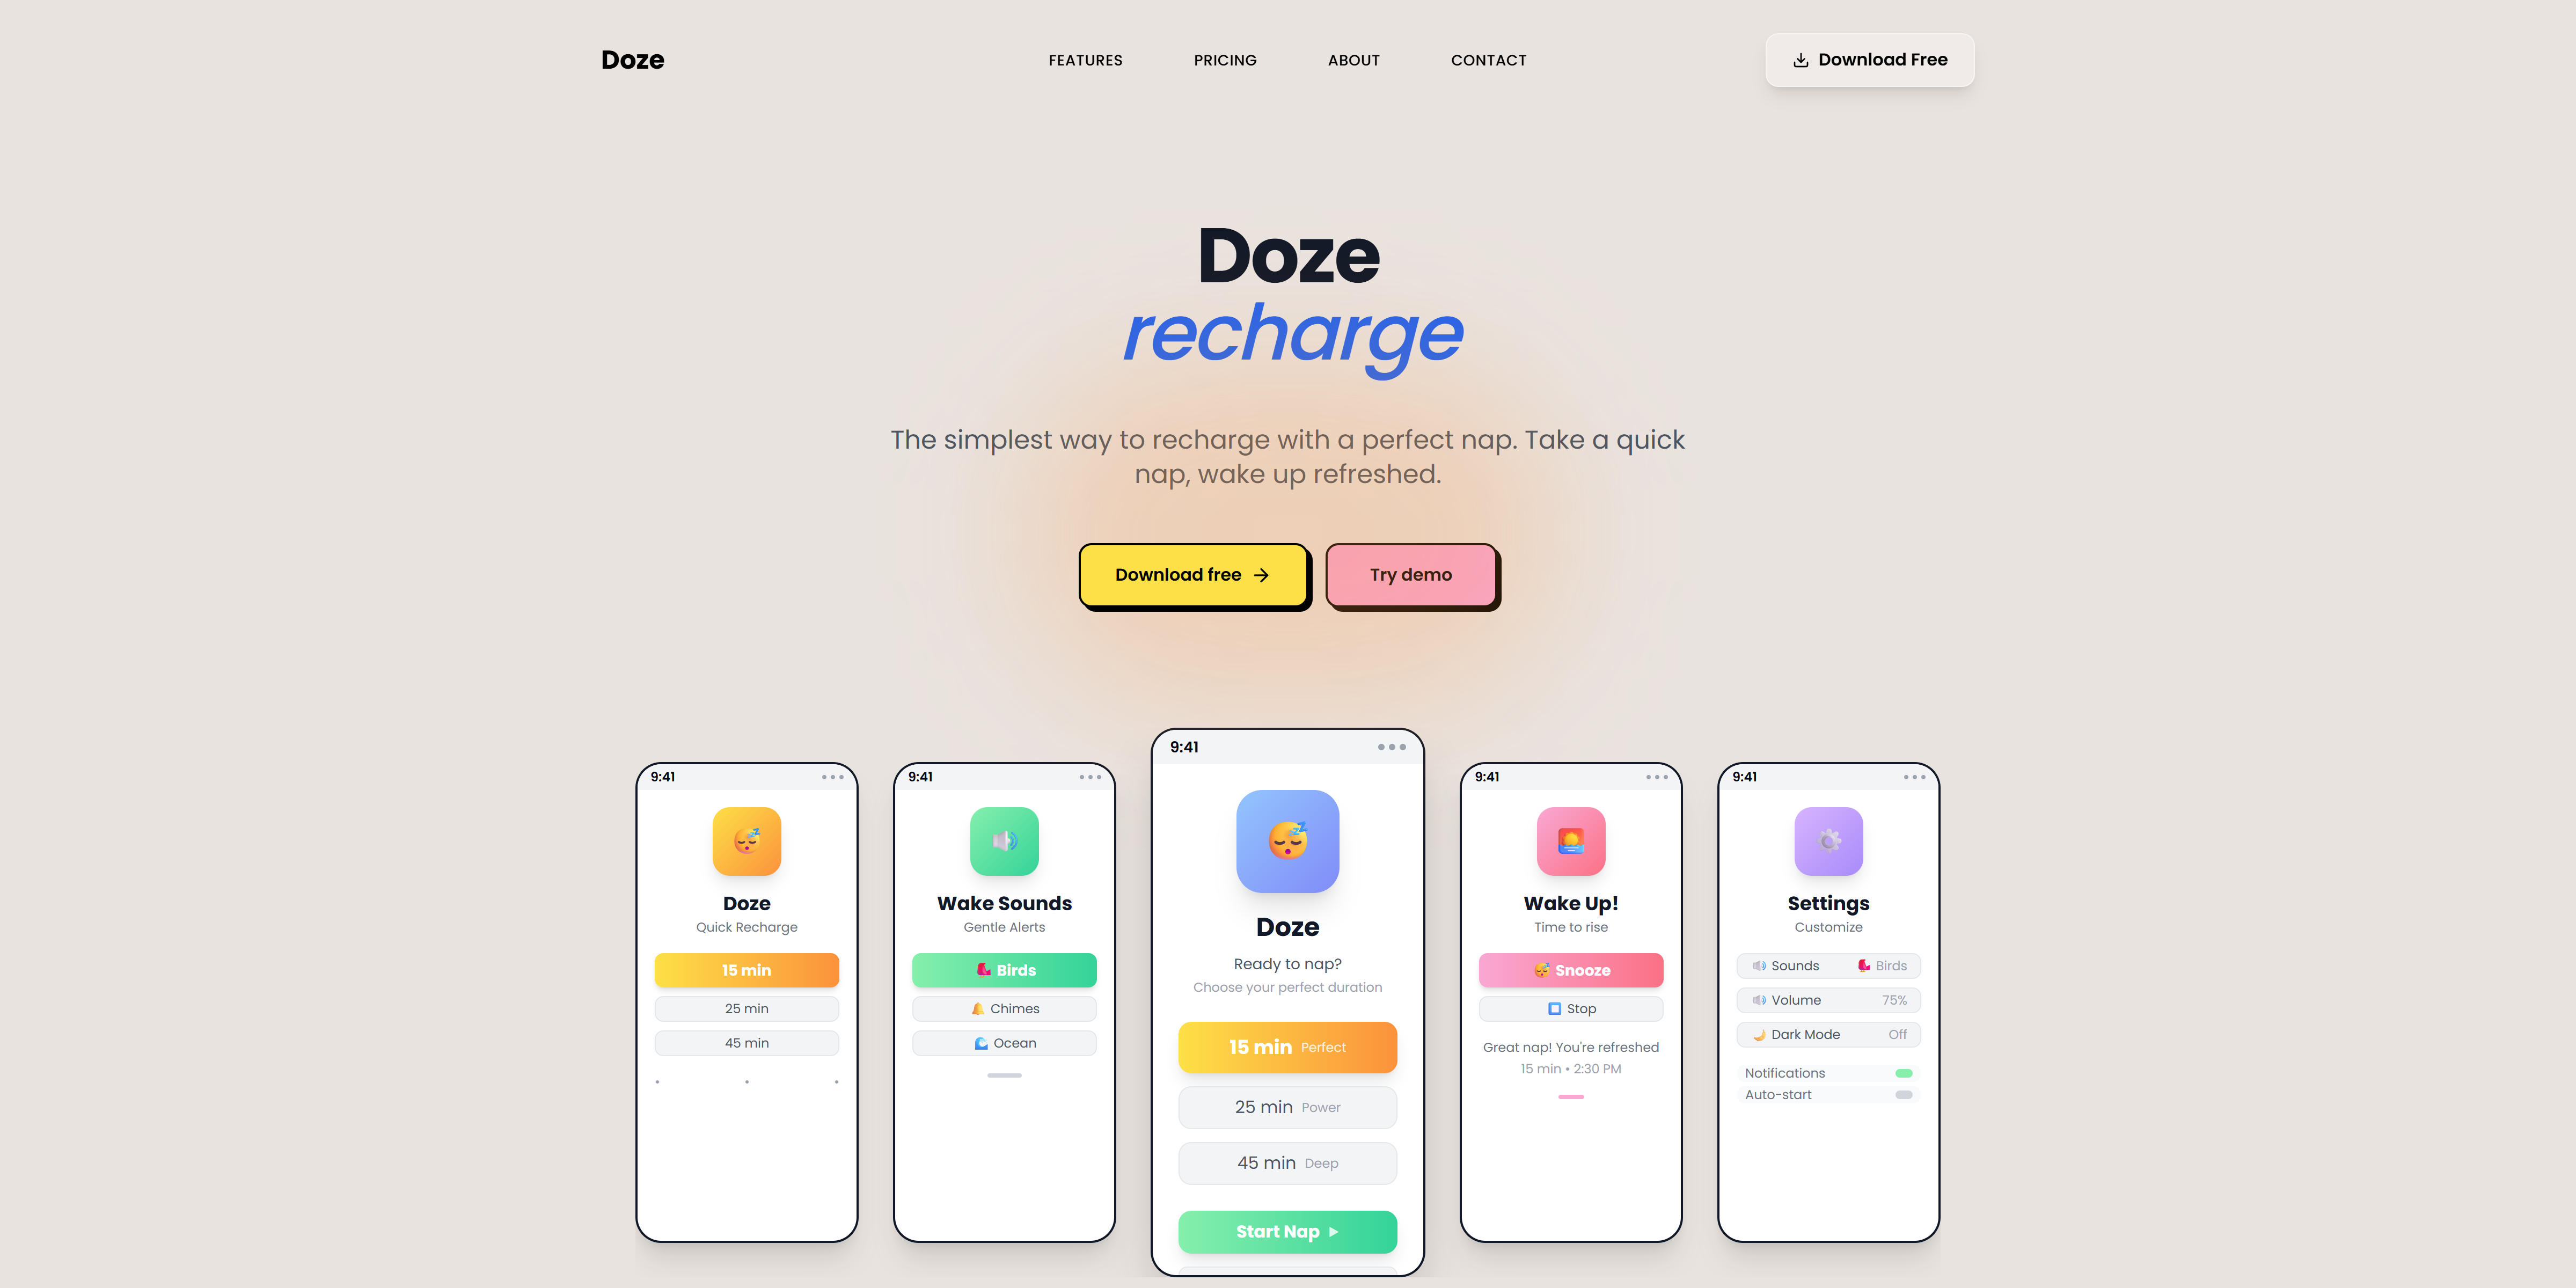 Doze
FEATURES
PRICING
ABOUT
CONTACT
Download Free
Doze
recharge
The simplest way to recharge with a perfect nap. Take a quick
nap, wake up refreshed.
Download free
Try demo
9:41
Doze
Quick Recharge
15 min
25 min
45 min
9:41
Wake Sounds
Gentle Alerts
Birds
Chimes
Ocean
9:41
Doze
Ready to nap?
Choose your perfect duration
15 min Perfect
25 min Power
45 min Deep
Start Nap
9:41
Wake Up!
Time to rise
Snooze
Stop
Great nap! You're refreshed
15 min • 2:30 PM
9:41
Settings
Customize
Sounds Birds
Volume 75%
Dark Mode Off
Notifications
Auto-start